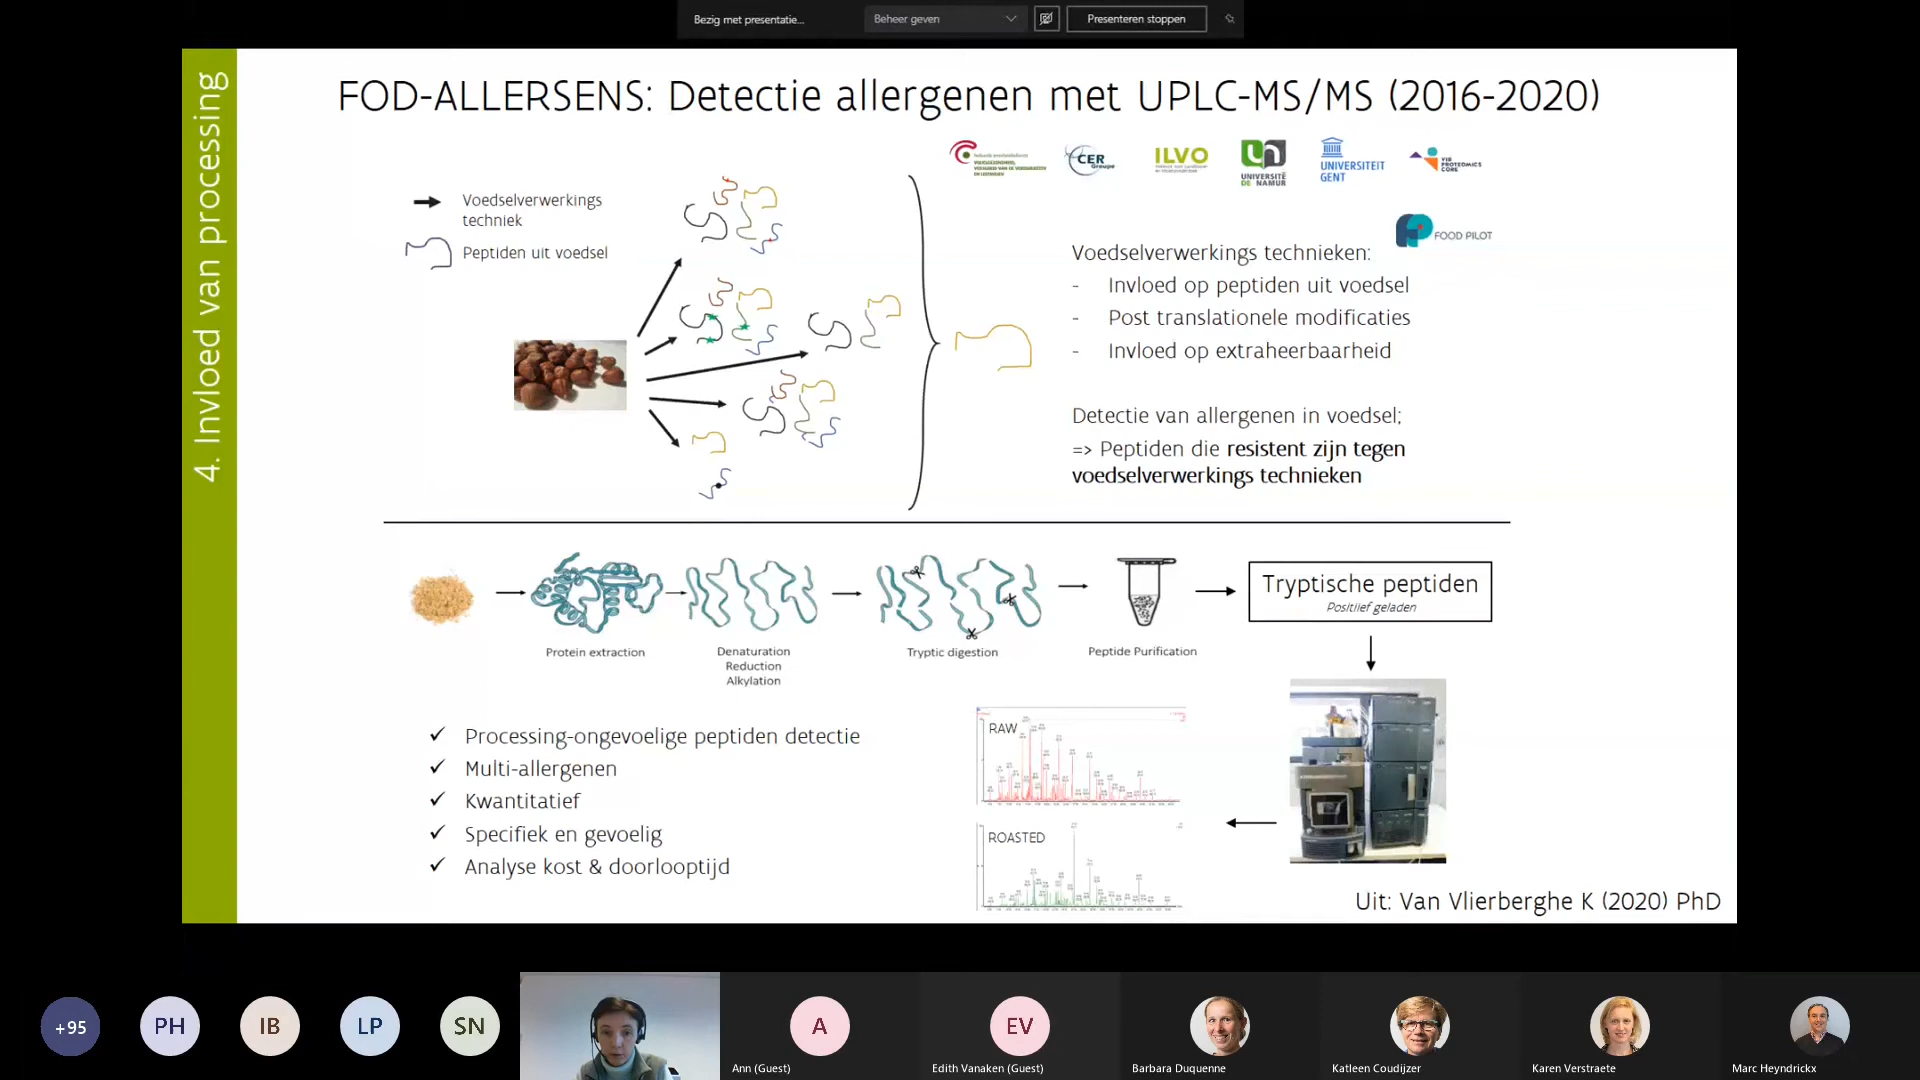 Bezig met presentatie...
Beheer geven
Presenteren stoppen
4. Invloed van processing
FOD-ALLERSENS: Detectie allergenen met UPLC-MS/MS (2016-2020)
CER
Groupe
ILVO
UNIVERSITÉ
DE NAMUR
UNIVERSITEIT
GENT
VIB
PROTEOMICS
CORE
FOOD PILOT
Voedselverwerkings
techniek
Peptiden uit voedsel
Voedselverwerkings technieken:
- Invloed op peptiden uit voedsel
- Post translationele modificaties
- Invloed op extraheerbaarheid
Detectie van allergenen in voedsel;
=> Peptiden die resistent zijn tegen
voedselverwerkings technieken
Protein extraction
Denaturation
Reduction
Alkylation
Tryptic digestion
Peptide Purification
Tryptische peptiden
Positief geladen
✓ Processing-ongevoelige peptiden detectie
✓ Multi-allergenen
✓ Kwantitatief
✓ Specifiek en gevoelig
✓ Analyse kost & doorlooptijd
RAW
ROASTED
Uit: Van Vlierberghe K (2020) PhD
+95
PH
IB
LP
SN
A
EV
Ann (Guest)
Edith Vanaken (Guest)
Barbara Duquenne
Katleen Coudijzer
Karen Verstraete
Marc Heyndrickx